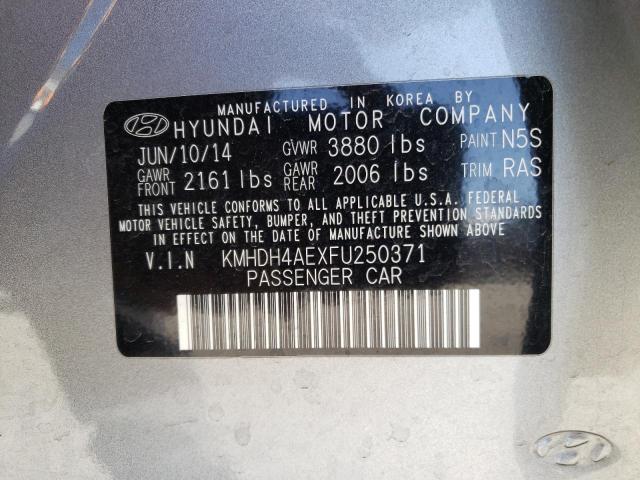 MANUFACTURED IN KOREA BY
HYUNDAI MOTOR COMPANY
JUN/10/14 GVWR 3880 lbs PAINT N5S
GAWR FRONT 2161 lbs GAWR REAR 2006 lbs TRIM RAS
THIS VEHICLE CONFORMS TO ALL APPLICABLE U.S.A. FEDERAL
MOTOR VEHICLE SAFETY, BUMPER, AND THEFT PREVENTION STANDARDS
IN EFFECT ON THE DATE OF MANUFACTURE SHOWN ABOVE.
V.I.N KMHDH4AEXFU250371
PASSENGER CAR